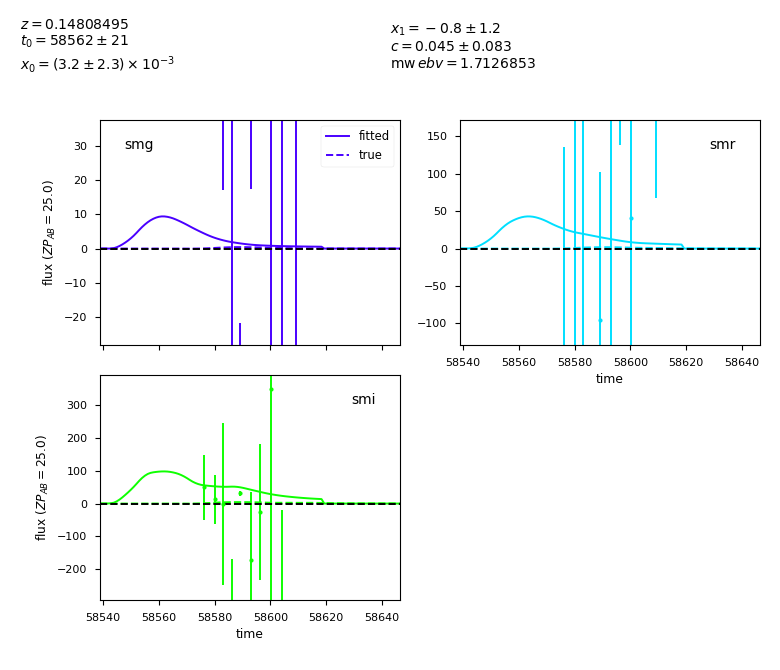 z = 0.14808495
t₀ = 58562 ± 21
x₀ = (3.2 ± 2.3) × 10⁻³
x₁ = −0.8 ± 1.2
c = 0.045 ± 0.083
mw ebv = 1.7126853
smg
fitted
true
30
20
10
0
−10
−20
flux (ZP_AB = 25.0)
smr
150
100
50
0
−50
−100
58540 58560 58580 58600 58620 58640
time
smi
300
200
100
0
−100
−200
flux (ZP_AB = 25.0)
58540 58560 58580 58600 58620 58640
time